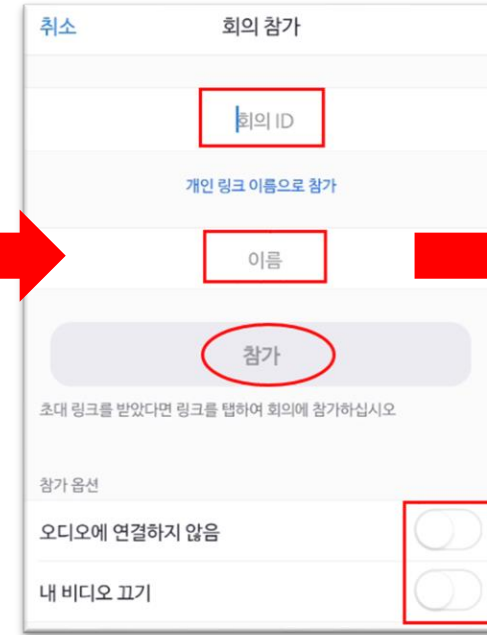 취소 회의 참가
회의 ID
개인 링크 이름으로 참가
이름
참가
초대 링크를 받았다면 링크를 탭하여 회의에 참가하십시오
참가 옵션
오디오에 연결하지 않음
내 비디오 끄기